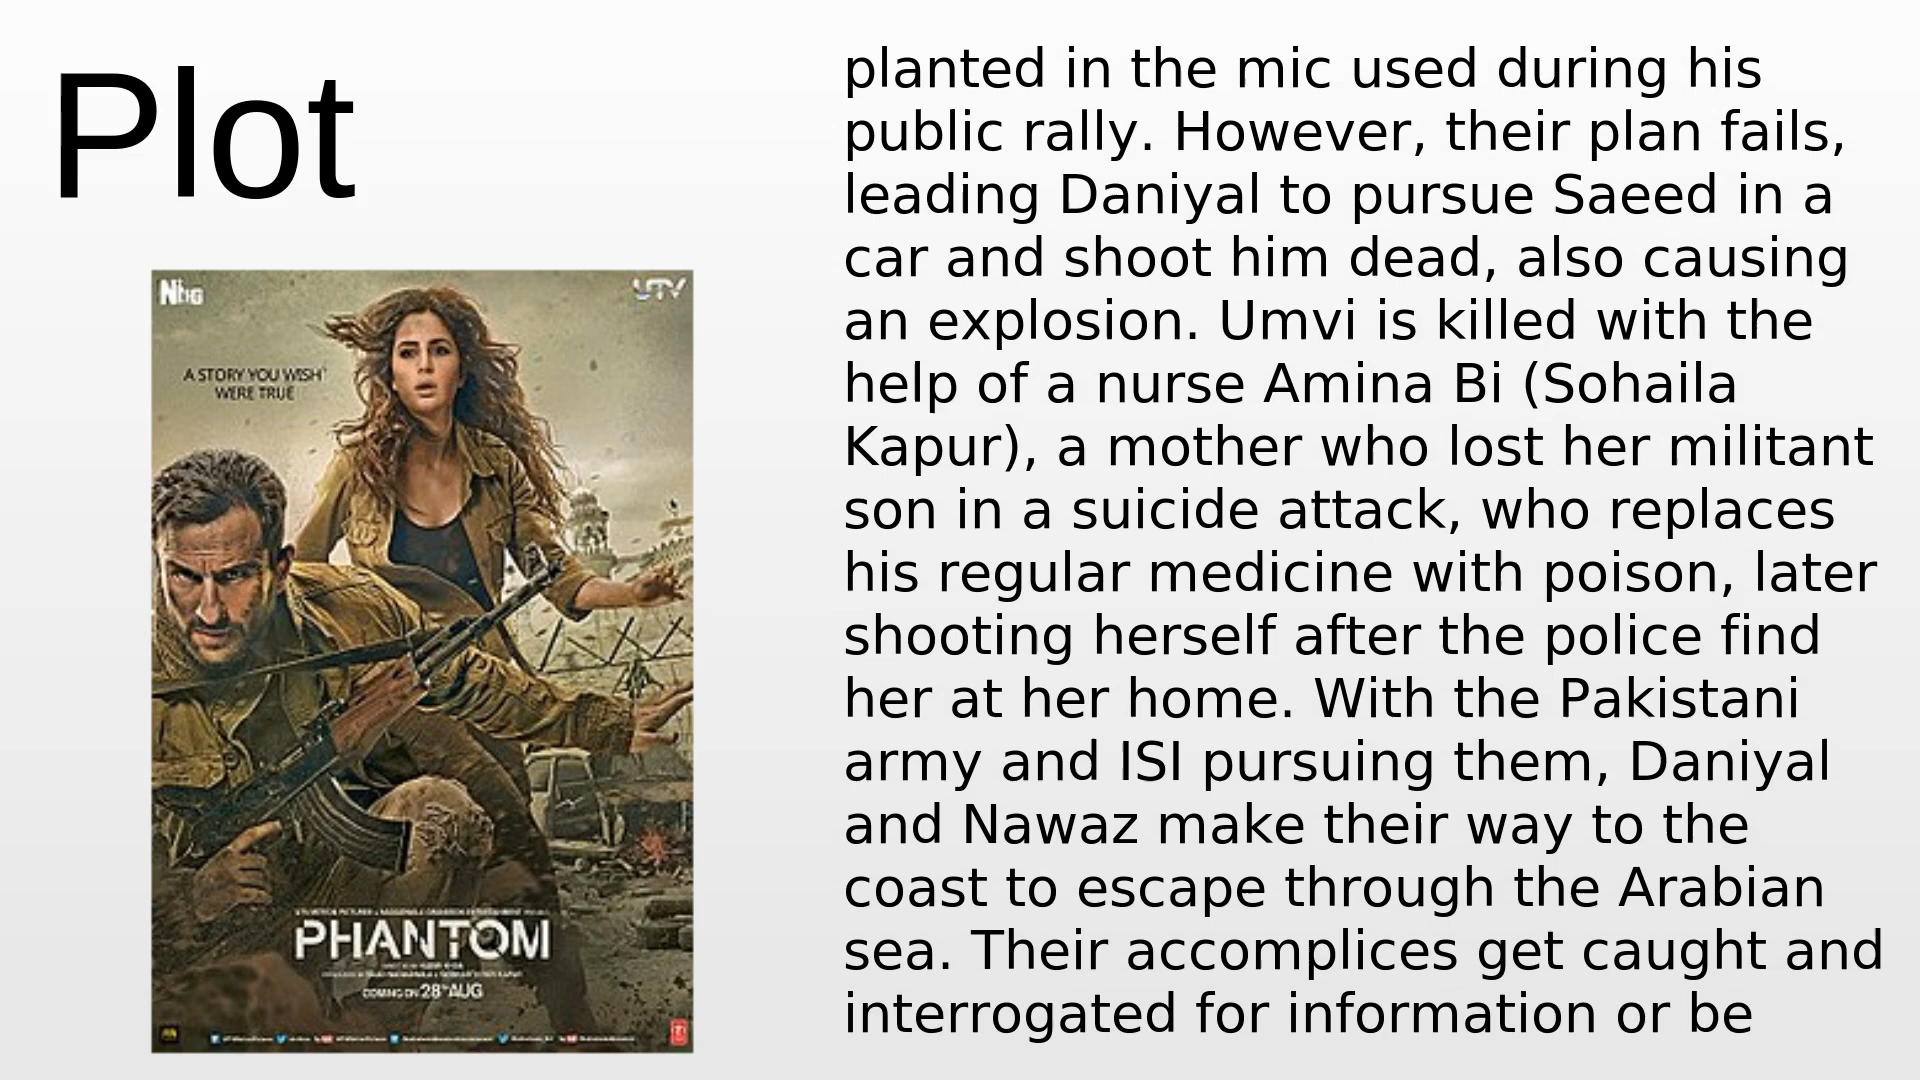 Plot
planted in the mic used during his
public rally. However, their plan fails,
leading Daniyal to pursue Saeed in a
car and shoot him dead, also causing
an explosion. Umvi is killed with the
help of a nurse Amina Bi (Sohaila
Kapur), a mother who lost her militant
son in a suicide attack, who replaces
his regular medicine with poison, later
shooting herself after the police find
her at her home. With the Pakistani
army and ISI pursuing them, Daniyal
and Nawaz make their way to the
coast to escape through the Arabian
sea. Their accomplices get caught and
interrogated for information or be
UTV
A STORY YOU WISH
WERE TRUE
PHANTOM
COMING ON 28TH AUG